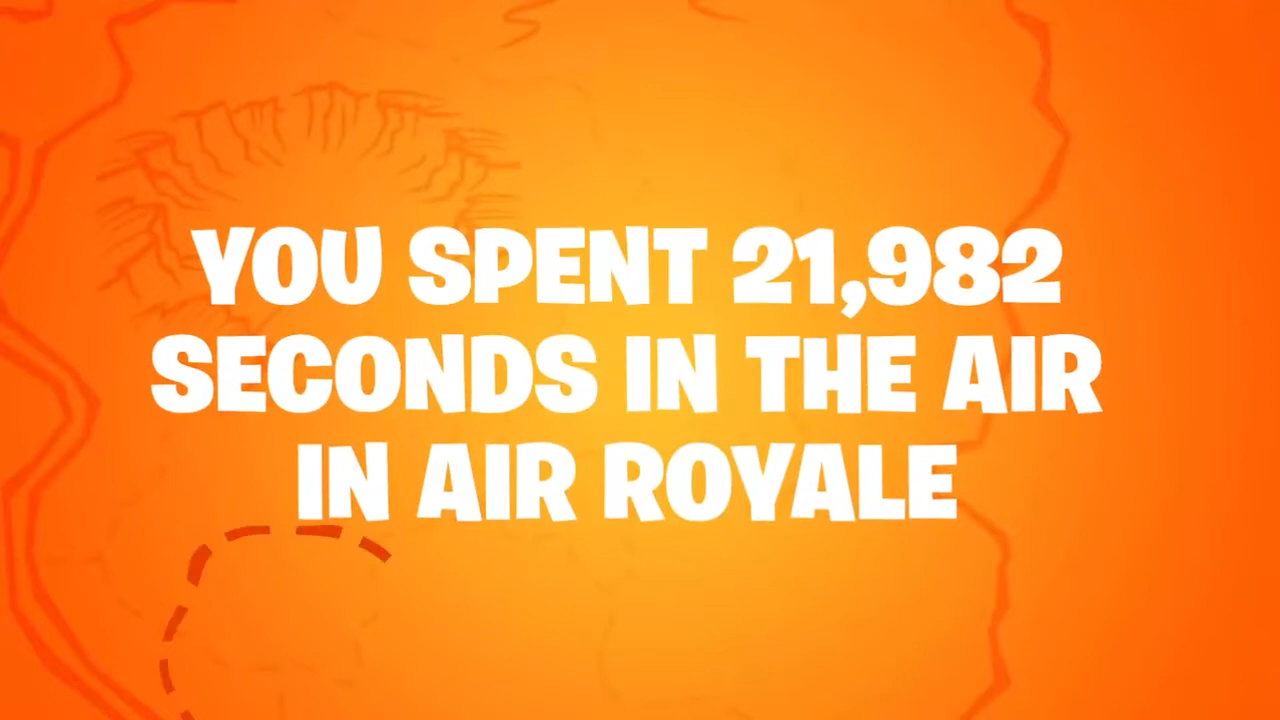 YOU SPENT 21,982
SECONDS IN THE AIR
IN AIR ROYALE